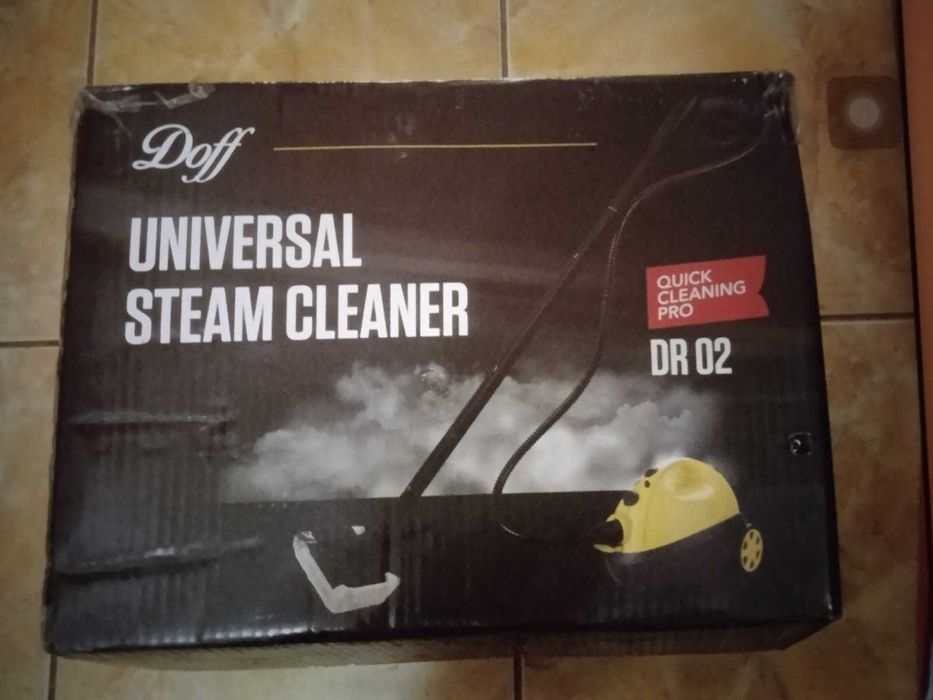 Doff
UNIVERSAL
STEAM CLEANER
QUICK
CLEANING
PRO
DR 02